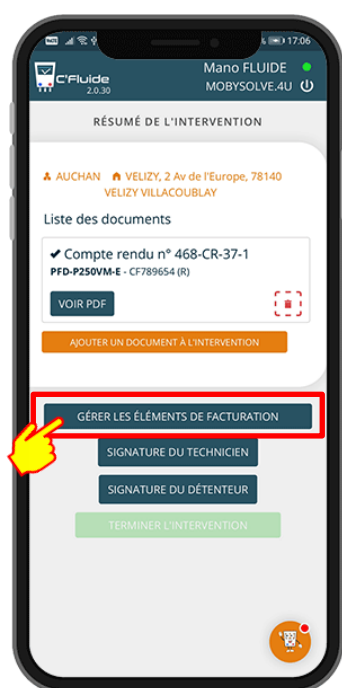 17:06
C'Fluide
2.0.30
Mano FLUIDE
MOBYSOLVE.4U
RÉSUMÉ DE L'INTERVENTION
AUCHAN VELIZY, 2 Av de l'Europe, 78140
VELIZY VILLACOUBLAY
Liste des documents
Compte rendu n° 468-CR-37-1
PFD-P250VM-E - CF789654 (R)
VOIR PDF
AJOUTER UN DOCUMENT À L'INTERVENTION
GÉRER LES ÉLÉMENTS DE FACTURATION
SIGNATURE DU TECHNICIEN
SIGNATURE DU DÉTENTEUR
TERMINER L'INTERVENTION